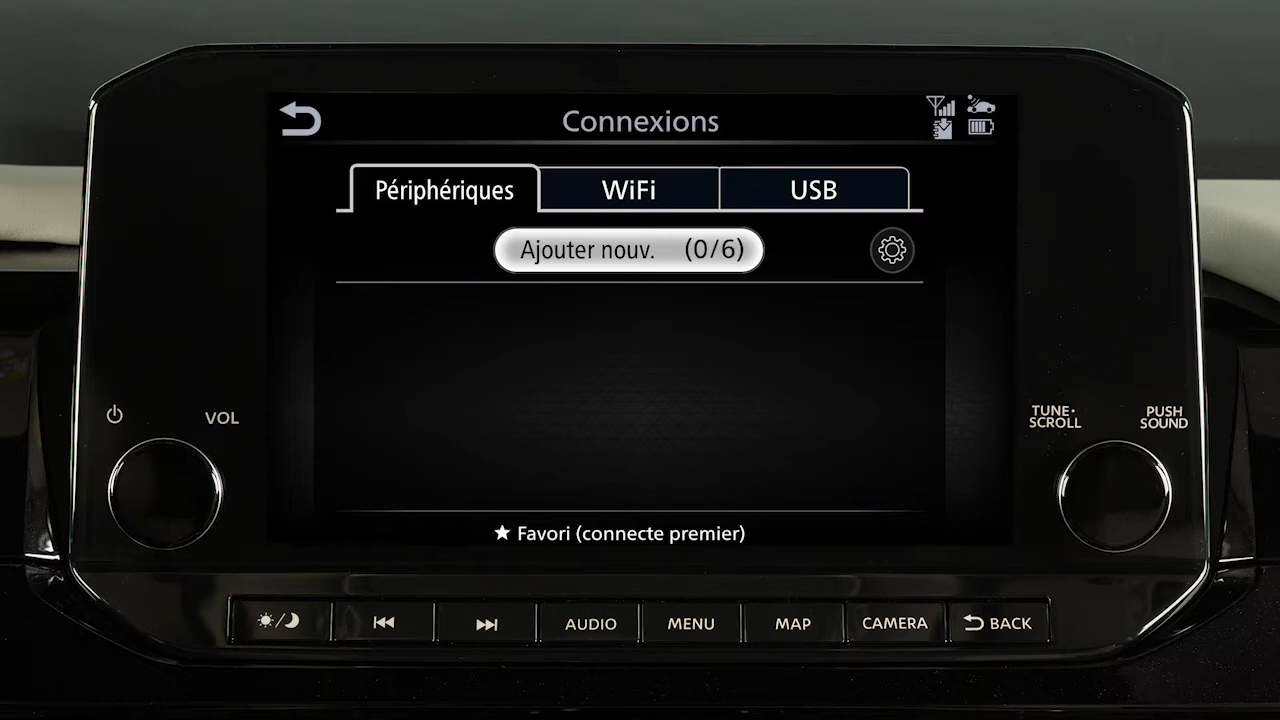 Connexions
Périphériques WiFi USB
Ajouter nouv. (0/6)
VOL
TUNE• SCROLL
PUSH SOUND
★ Favori (connecte premier)
AUDIO MENU MAP CAMERA BACK